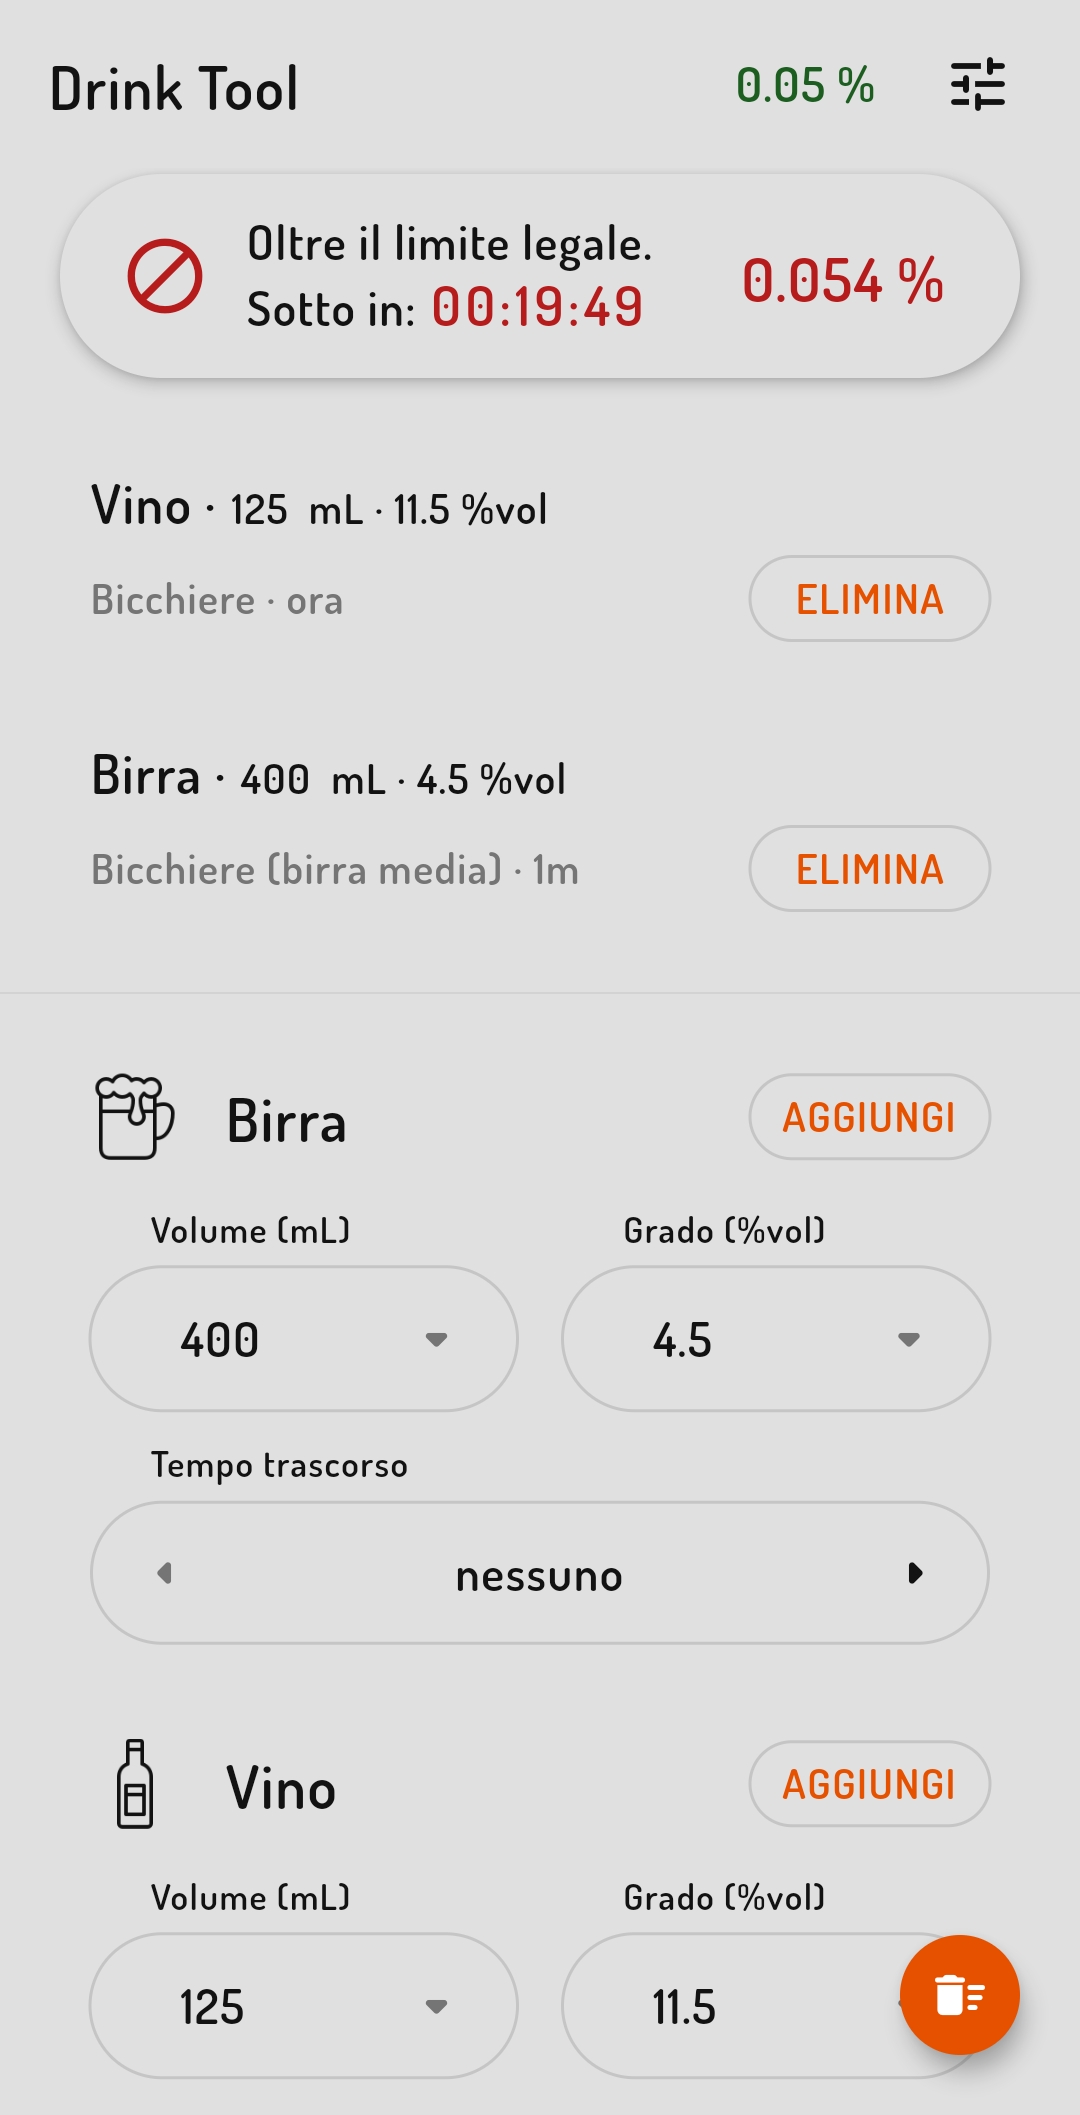 Drink Tool 0.05 %
Oltre il limite legale.
Sotto in: 00:19:49 0.054 %
Vino · 125 mL · 11.5 %vol
Bicchiere · ora ELIMINA
Birra · 400 mL · 4.5 %vol
Bicchiere (birra media) · 1m ELIMINA
Birra AGGIUNGI
Volume (mL) Grado (%vol)
400 4.5
Tempo trascorso
nessuno
Vino AGGIUNGI
Volume (mL) Grado (%vol)
125 11.5